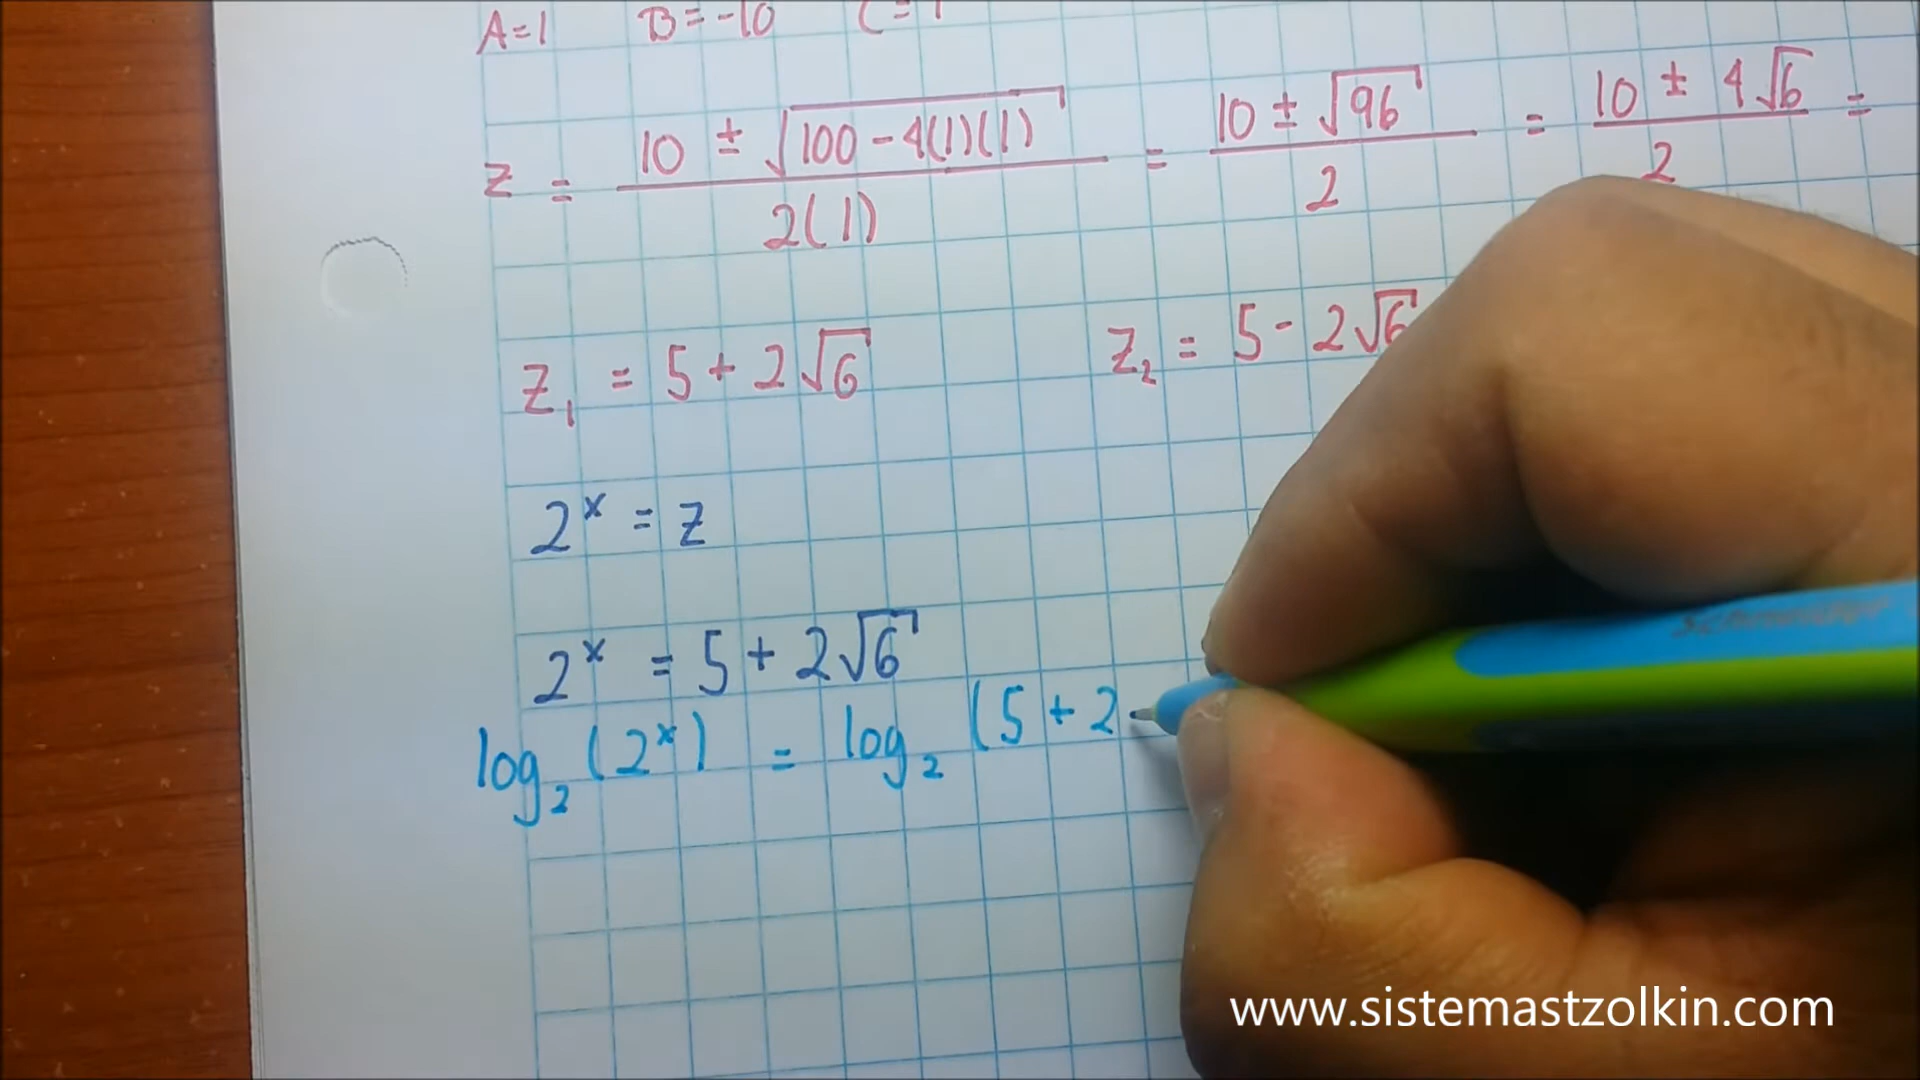 A=1 B=-10 C=1
z = 10 ± √100-4(1)(1) / 2(1) = 10 ± √96 / 2 = 10 ± 4√6 / 2 =
z₁ = 5 + 2√6 z₂ = 5 - 2√6
2ˣ = z
2ˣ = 5 + 2√6
log₂ (2ˣ) = log₂ (5 + 2
www.sistemastzolkin.com